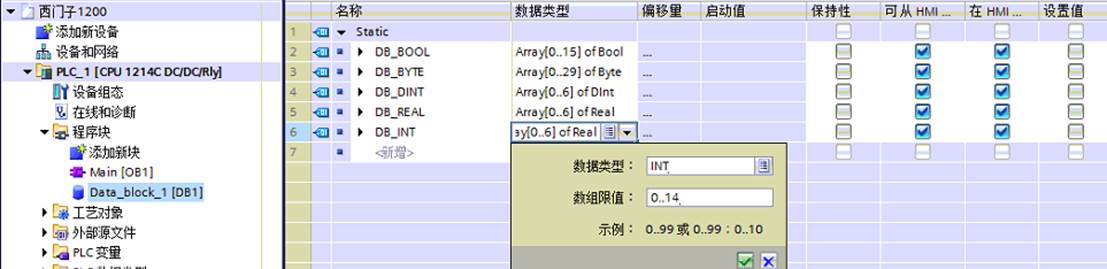 西门子1200
添加新设备
设备和网络
PLC_1 [CPU 1214C DC/DC/Rly]
设备组态
在线和诊断
程序块
添加新块
Main [OB1]
Data_block_1 [DB1]
工艺对象
外部源文件
PLC 变量
名称 数据类型 偏移量 启动值 保持性 可从 HMI ... 在 HMI ... 设置值
1 Static
2 DB_BOOL Array[0..15] of Bool ...
3 DB_BYTE Array[0..29] of Byte ...
4 DB_DINT Array[0..6] of DInt ...
5 DB_REAL Array[0..6] of Real ...
6 DB_INT ay[0..6] of Real ...
7 <新增>
数据类型： INT
数组限值： 0..14
示例： 0..99 或 0..99；0..10